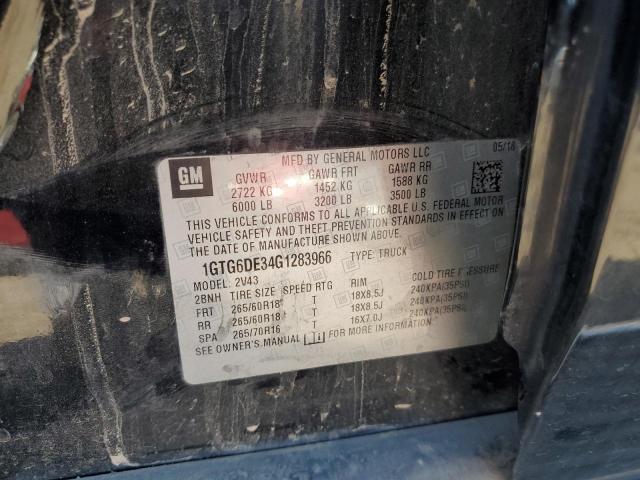 GM
MFD BY GENERAL MOTORS LLC 05/16
GVWR GAWR FRT GAWR RR
2722 KG 1452 KG 1588 KG
6000 LB 3200 LB 3500 LB
THIS VEHICLE CONFORMS TO ALL APPLICABLE U.S. FEDERAL MOTOR
VEHICLE SAFETY AND THEFT PREVENTION STANDARDS IN EFFECT ON
THE DATE OF MANUFACTURE SHOWN ABOVE.
1GTG6DE34G1283966 TYPE: TRUCK
MODEL: 2V43
28NH TIRE SIZE SPEED RTG RIM COLD TIRE PRESSURE
FRT 265/60R18 T 18X8.5J 240KPA(35PSI)
RR 265/60R18 T 18X8.5J 240KPA(35PSI)
SPA 265/70R16 T 16X7.0J 240KPA(35PSI)
SEE OWNER'S MANUAL FOR MORE INFORMATION.